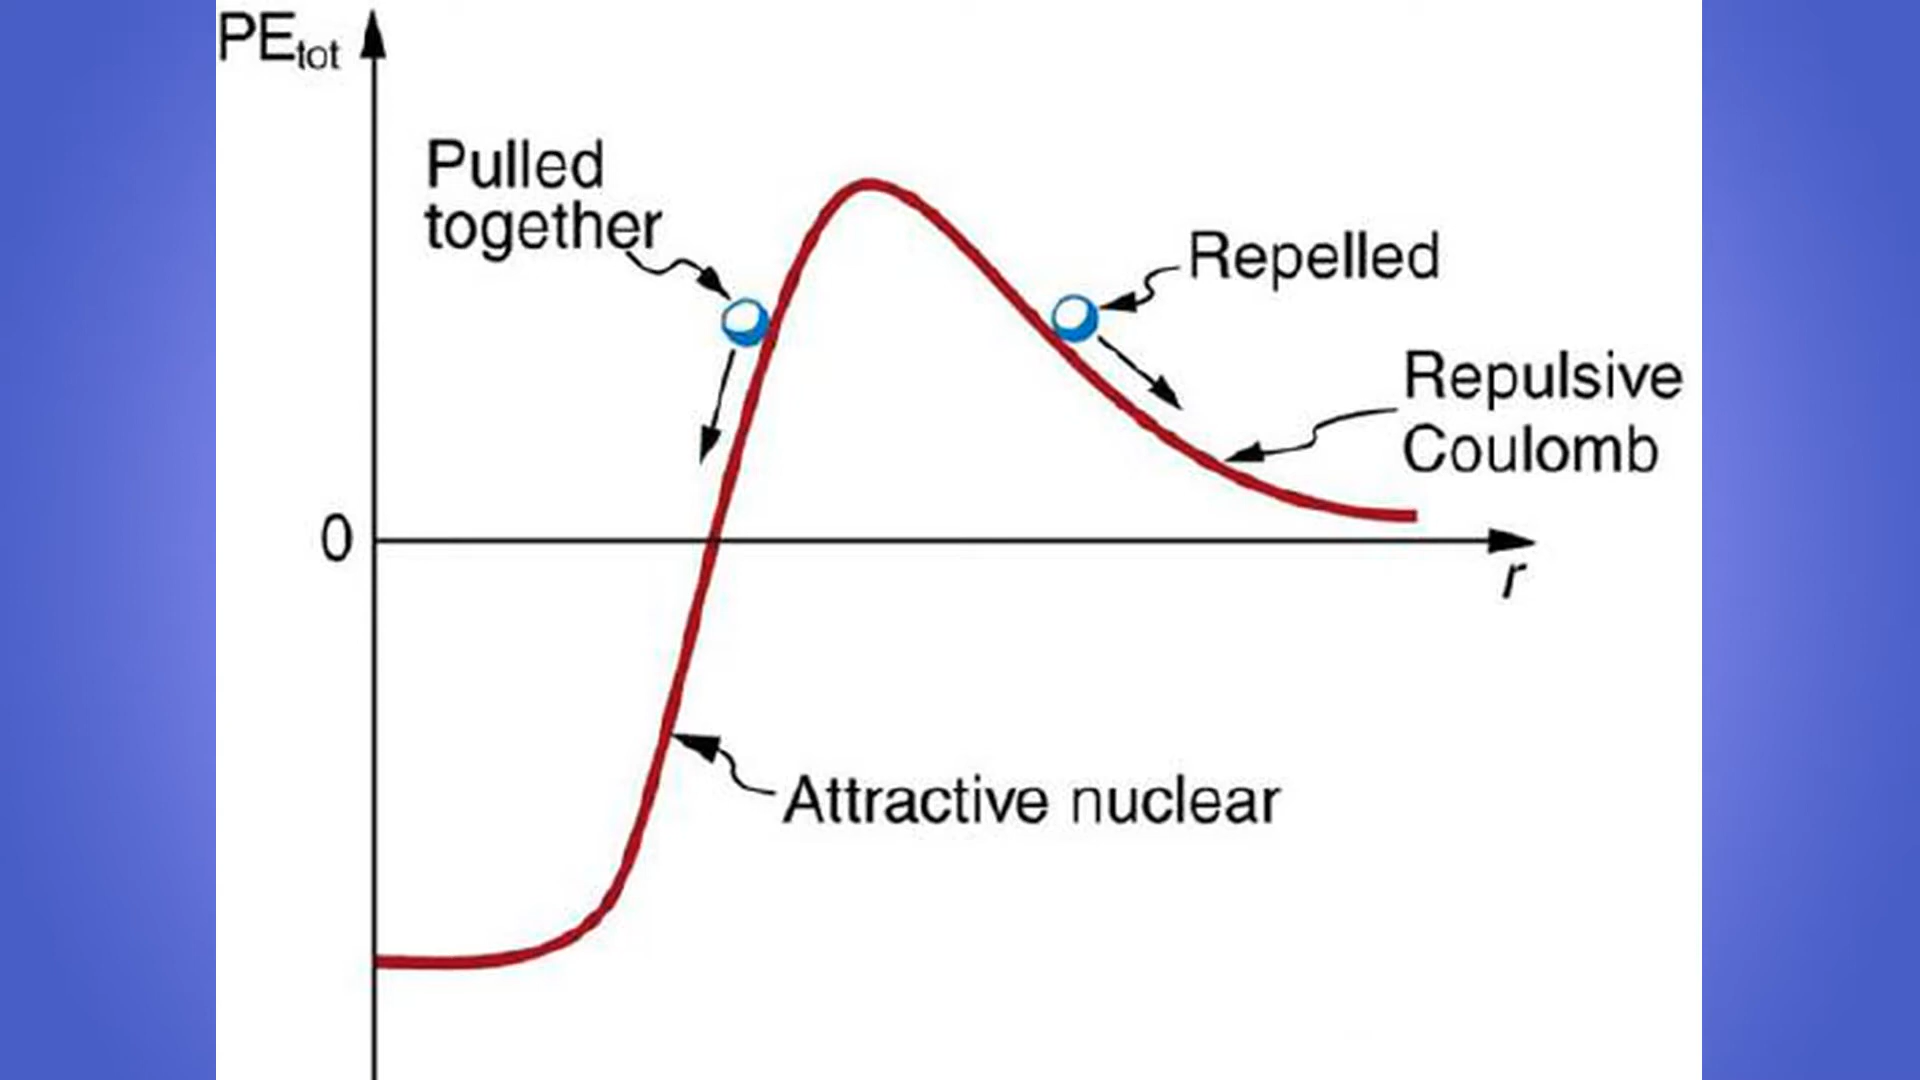 PEtot
Pulled
together
Repelled
Repulsive
Coulomb
0
r
Attractive nuclear